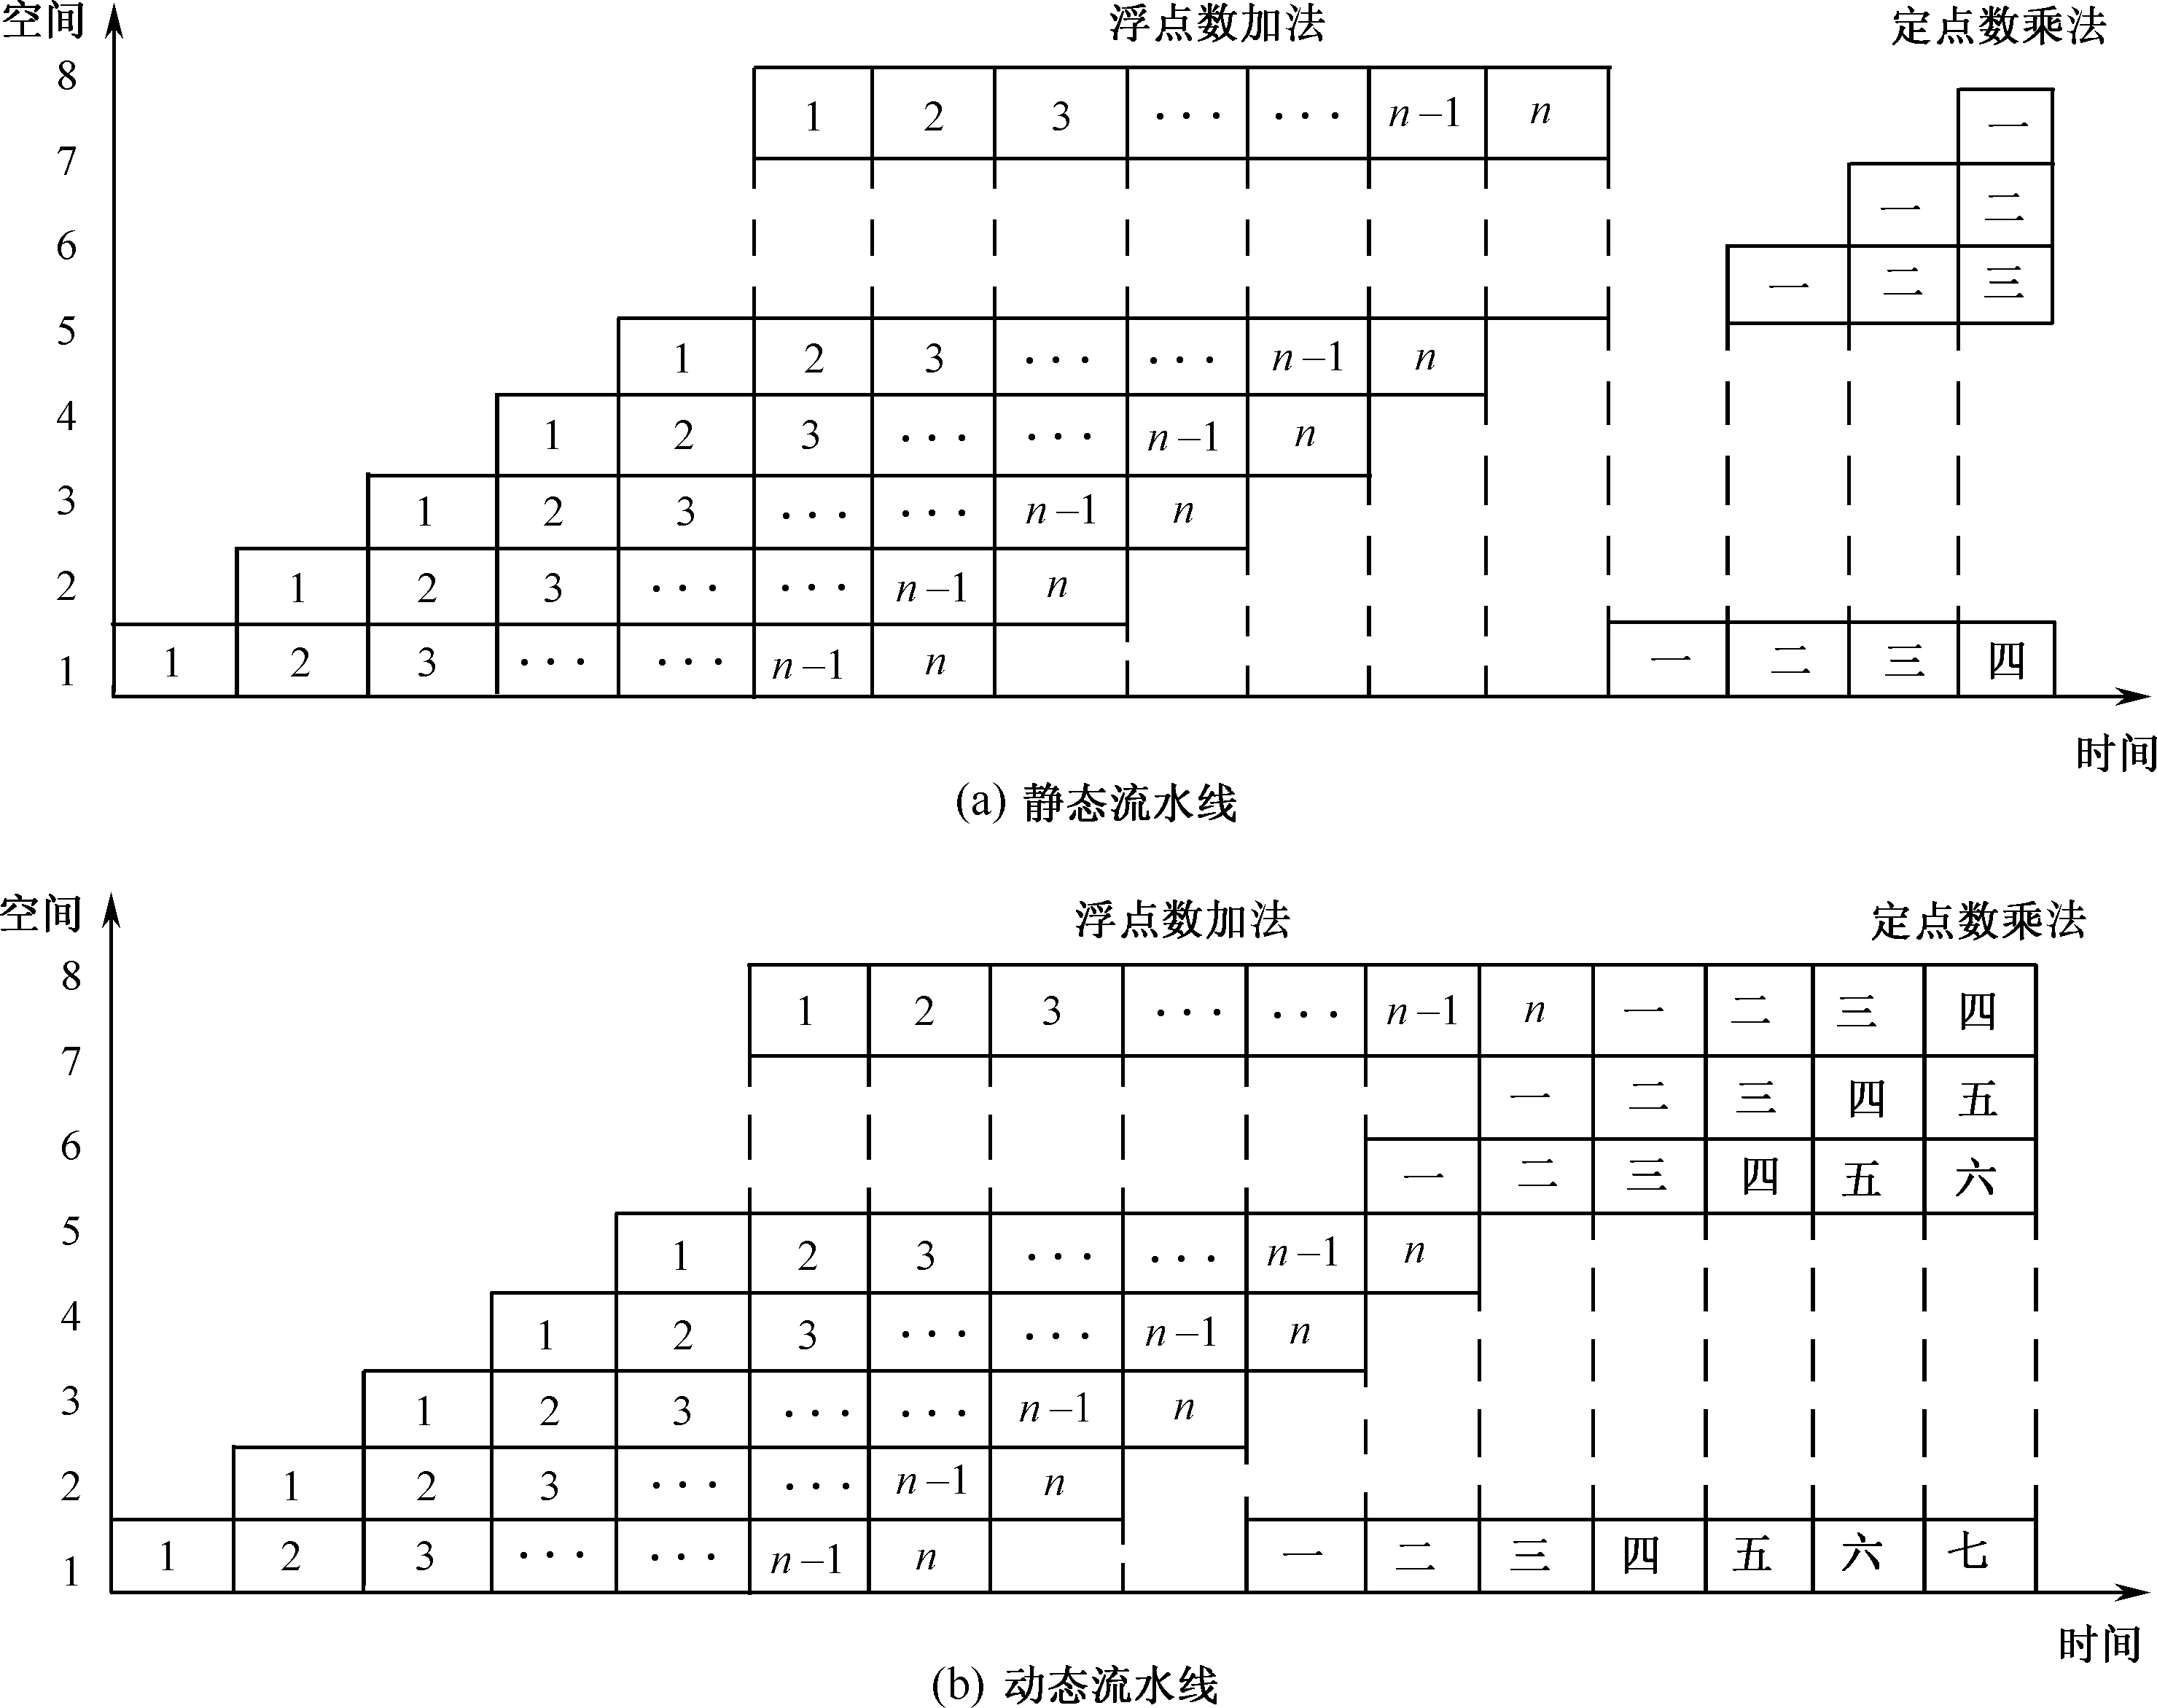 空间 浮点数加法 定点数乘法
8 1 2 3 ··· ··· n–1 n 一
7 一 二
6 一 二 三
5 1 2 3 ··· ··· n–1 n
4 1 2 3 ··· ··· n–1 n
3 1 2 3 ··· ··· n–1 n
2 1 2 3 ··· ··· n–1 n
1 1 2 3 ··· ··· n–1 n 一 二 三 四
时间
(a) 静态流水线
空间 浮点数加法 定点数乘法
8 1 2 3 ··· ··· n–1 n 一 二 三 四
7 一 二 三 四 五
6 一 二 三 四 五 六
5 1 2 3 ··· ··· n–1 n
4 1 2 3 ··· ··· n–1 n
3 1 2 3 ··· ··· n–1 n
2 1 2 3 ··· ··· n–1 n
1 1 2 3 ··· ··· n–1 n 一 二 三 四 五 六 七
时间
(b) 动态流水线